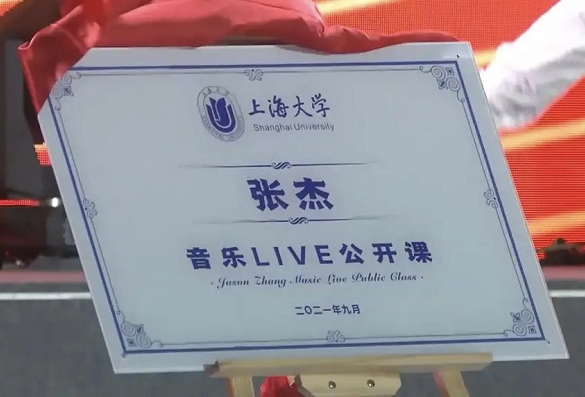 上海大学
Shanghai University
张杰
音乐LIVE公开课
· Jason Zhang Music Live Public Class ·
二〇二一年九月